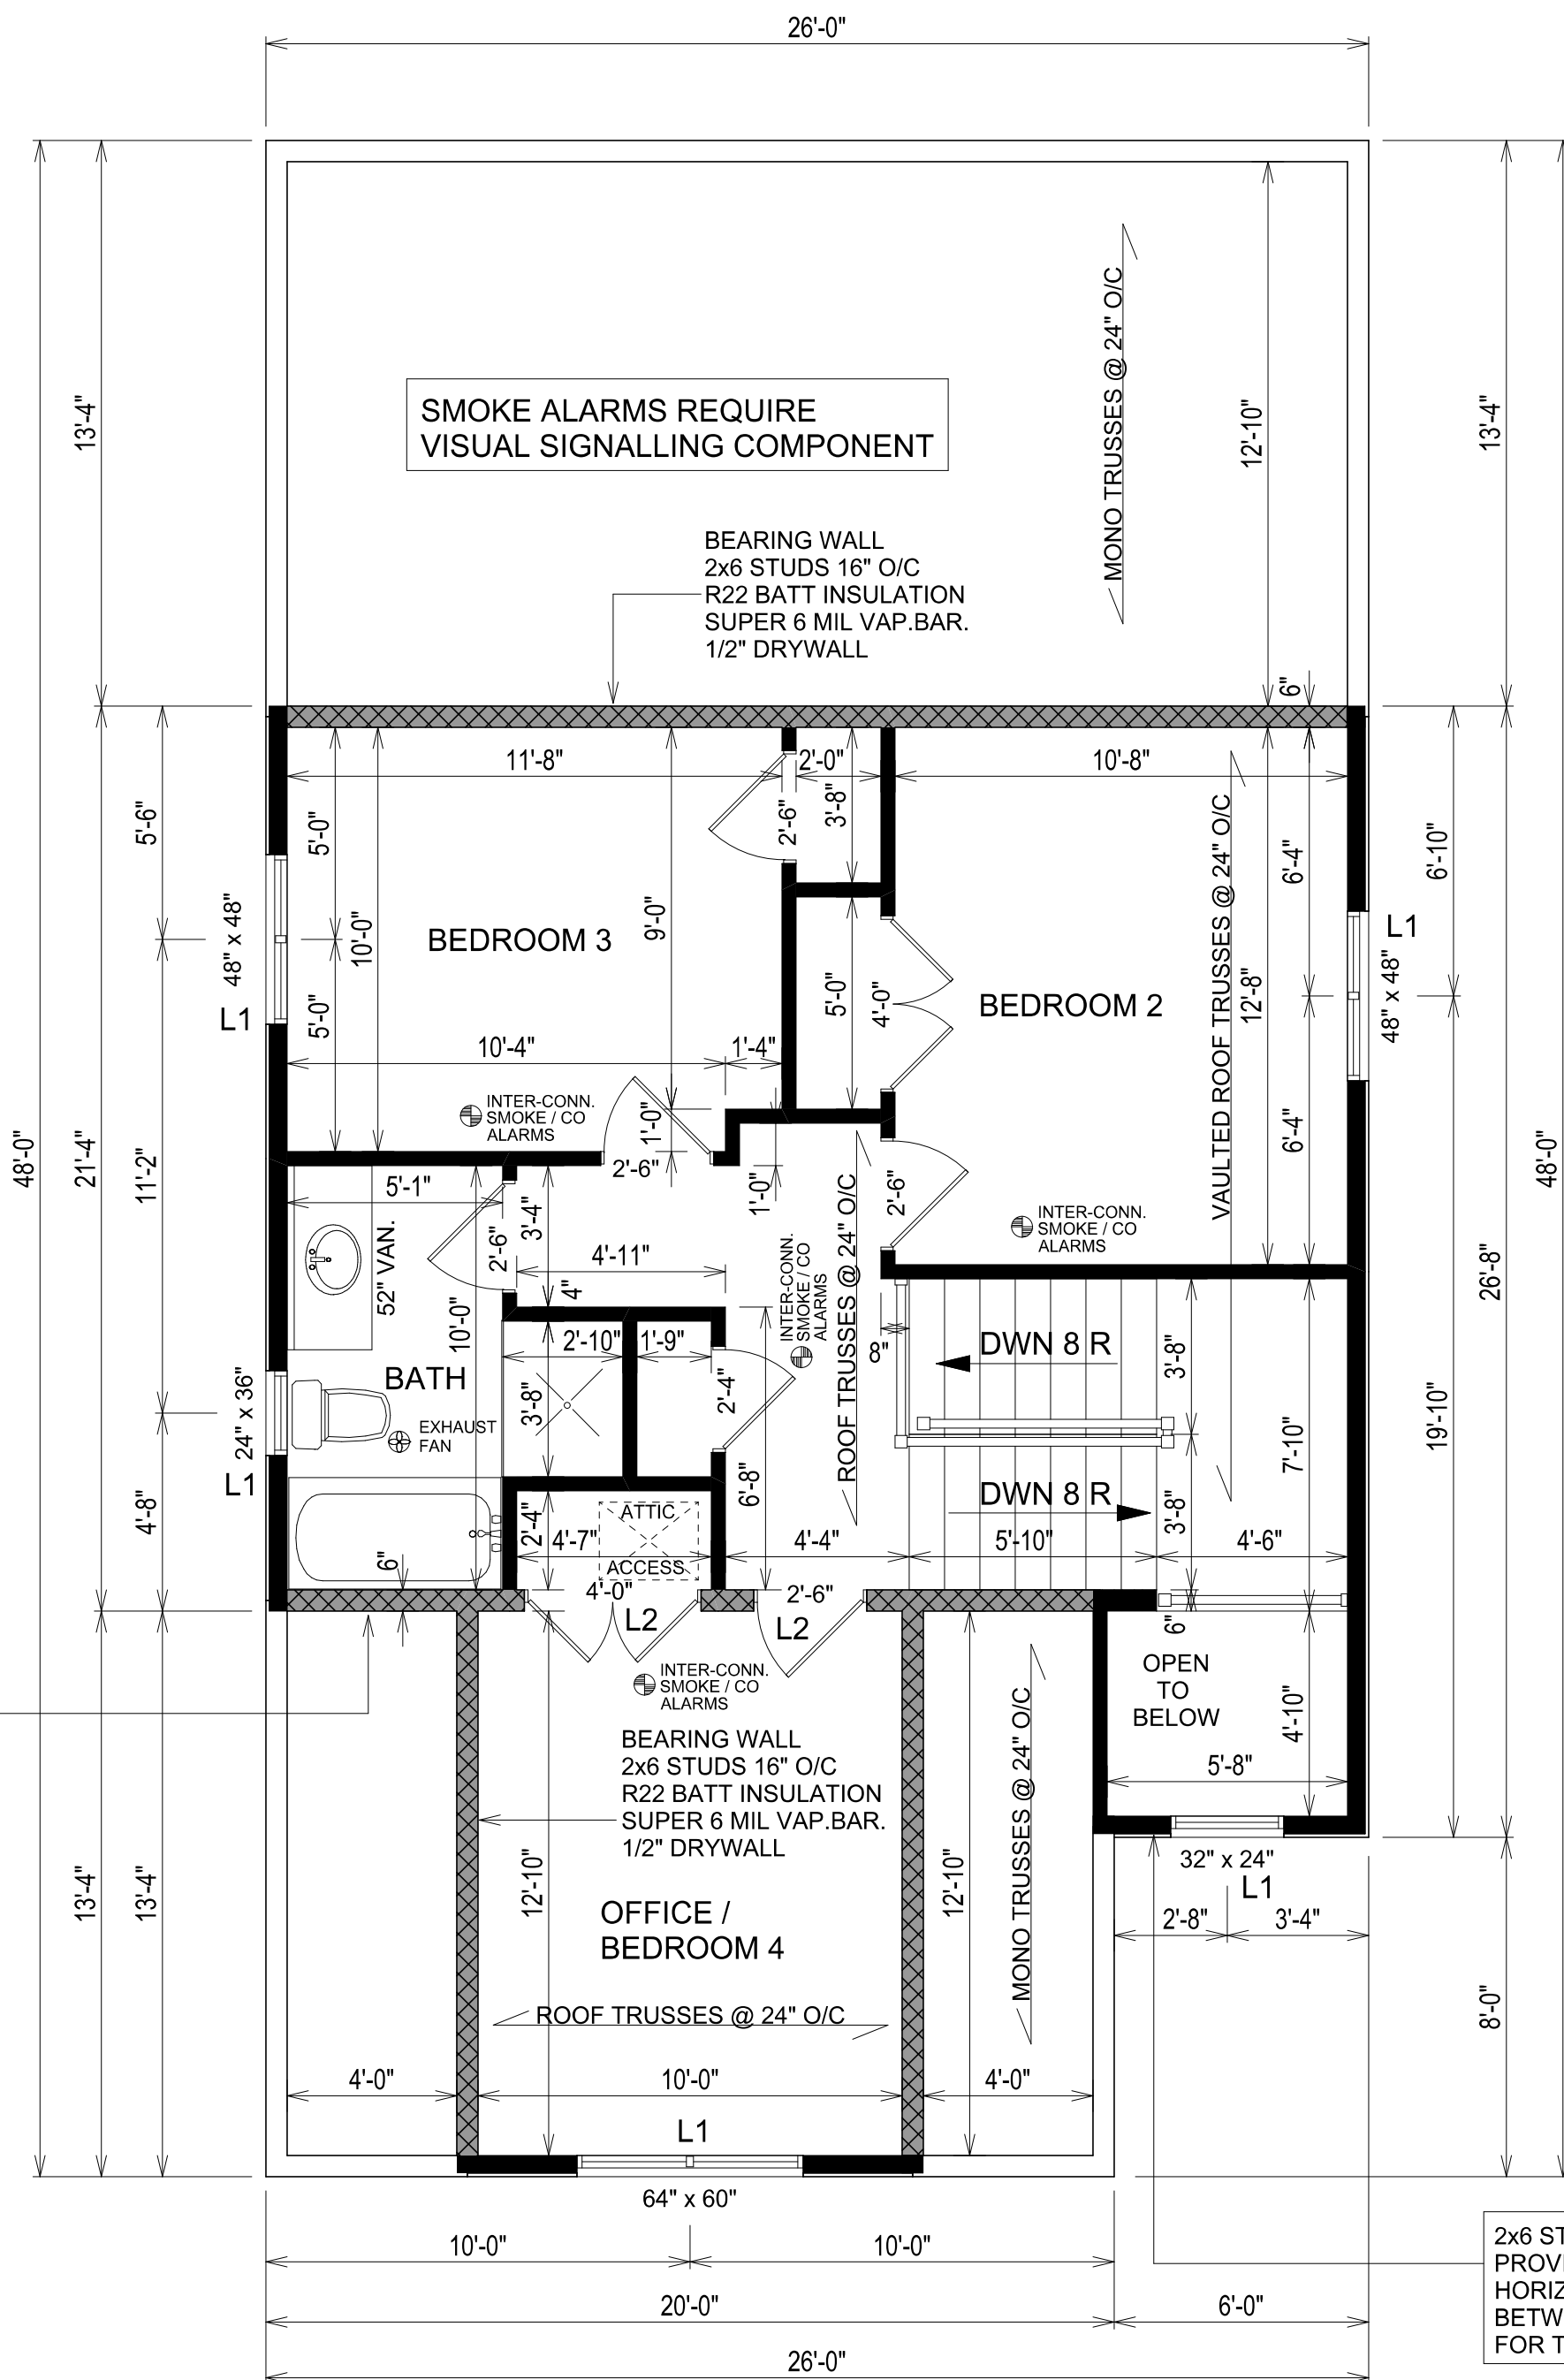 26'-0"
SMOKE ALARMS REQUIRE
VISUAL SIGNALLING COMPONENT
MONO TRUSSES @ 24" O/C
12'-10"
13'-4"
13'-4"
BEARING WALL
2x6 STUDS 16" O/C
R22 BATT INSULATION
SUPER 6 MIL VAP.BAR.
1/2" DRYWALL
6"
11'-8"
2'-0"
10'-8"
5'-6"
5'-0"
10'-0"
9'-0"
2'-6"
3'-8"
VAULTED ROOF TRUSSES @ 24" O/C
12'-8"
6'-4"
6'-10"
48" x 48"
L1
BEDROOM 3
5'-0"
4'-0"
BEDROOM 2
L1
48" x 48"
5'-0"
10'-4"
1'-4"
INTER-CONN.
SMOKE / CO
ALARMS
1'-0"
2'-6"
1'-0"
48'-0"
21'-4"
11'-2"
6'-4"
26'-8"
48'-0"
5'-1"
52" VAN.
2'-6"
3'-4"
4'-11"
4"
10'-0"
2'-6"
INTER-CONN.
SMOKE / CO
ALARMS
INTER-CONN.
SMOKE / CO
ALARMS
ROOF TRUSSES @ 24" O/C
2'-10"
1'-9"
8"
DWN 8 R
3'-8"
24" x 36"
L1
BATH
EXHAUST
FAN
3'-8"
2'-4"
6'-8"
7'-10"
19'-10"
DWN 8 R
3'-8"
4'-8"
6"
2'-4"
4'-7"
ATTIC
ACCESS
4'-4"
5'-10"
4'-6"
4'-0"
L2
2'-6"
L2
6"
OPEN
TO
BELOW
4'-10"
5'-8"
INTER-CONN.
SMOKE / CO
ALARMS
BEARING WALL
2x6 STUDS 16" O/C
R22 BATT INSULATION
SUPER 6 MIL VAP.BAR.
1/2" DRYWALL
MONO TRUSSES @ 24" O/C
12'-10"
12'-10"
13'-4"
13'-4"
32" x 24"
L1
2'-8"
3'-4"
OFFICE /
BEDROOM 4
ROOF TRUSSES @ 24" O/C
8'-0"
4'-0"
10'-0"
4'-0"
L1
64" x 60"
10'-0"
10'-0"
20'-0"
6'-0"
26'-0"
2x6 ST
PROVI
HORIZ
BETW
FOR T